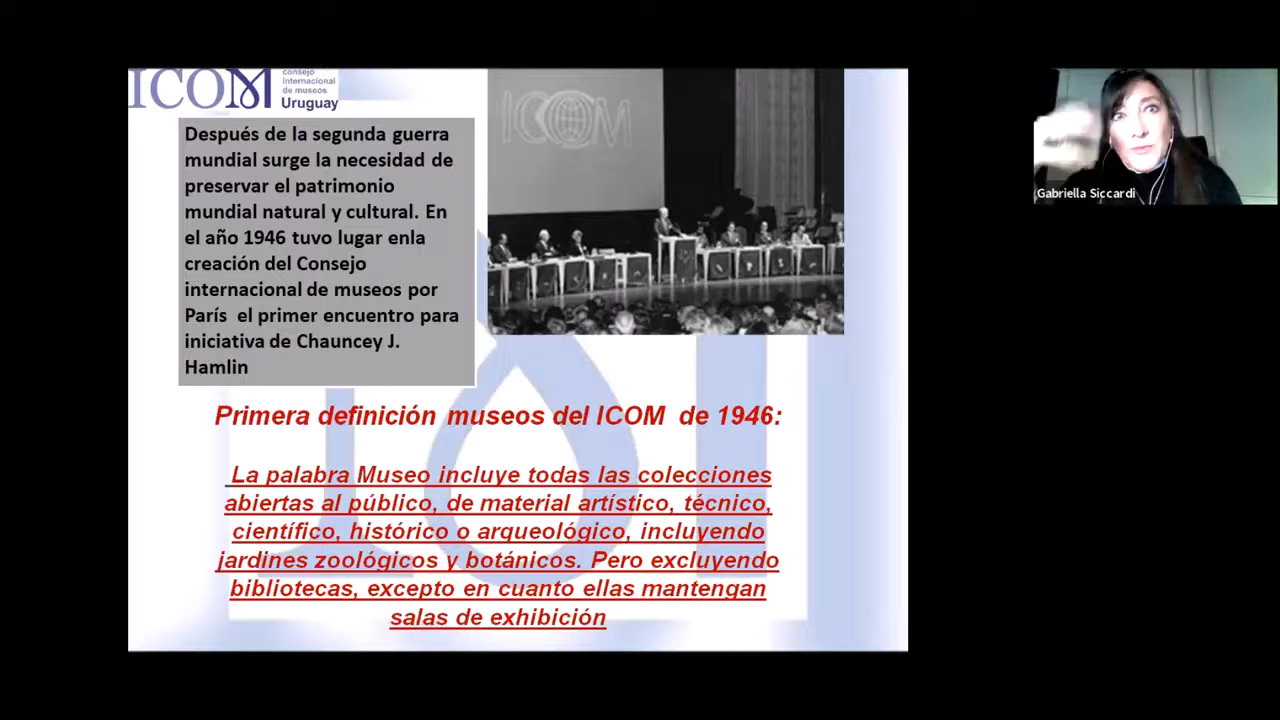 ICOM
consejo
internacional
de museos
Uruguay
Después de la segunda guerra
mundial surge la necesidad de
preservar el patrimonio
mundial natural y cultural. En
el año 1946 tuvo lugar enla
creación del Consejo
internacional de museos por
París el primer encuentro para
iniciativa de Chauncey J.
Hamlin
ICOM
Primera definición museos del ICOM de 1946:
La palabra Museo incluye todas las colecciones
abiertas al público, de material artístico, técnico,
científico, histórico o arqueológico, incluyendo
jardines zoológicos y botánicos. Pero excluyendo
bibliotecas, excepto en cuanto ellas mantengan
salas de exhibición
Gabriella Siccardi